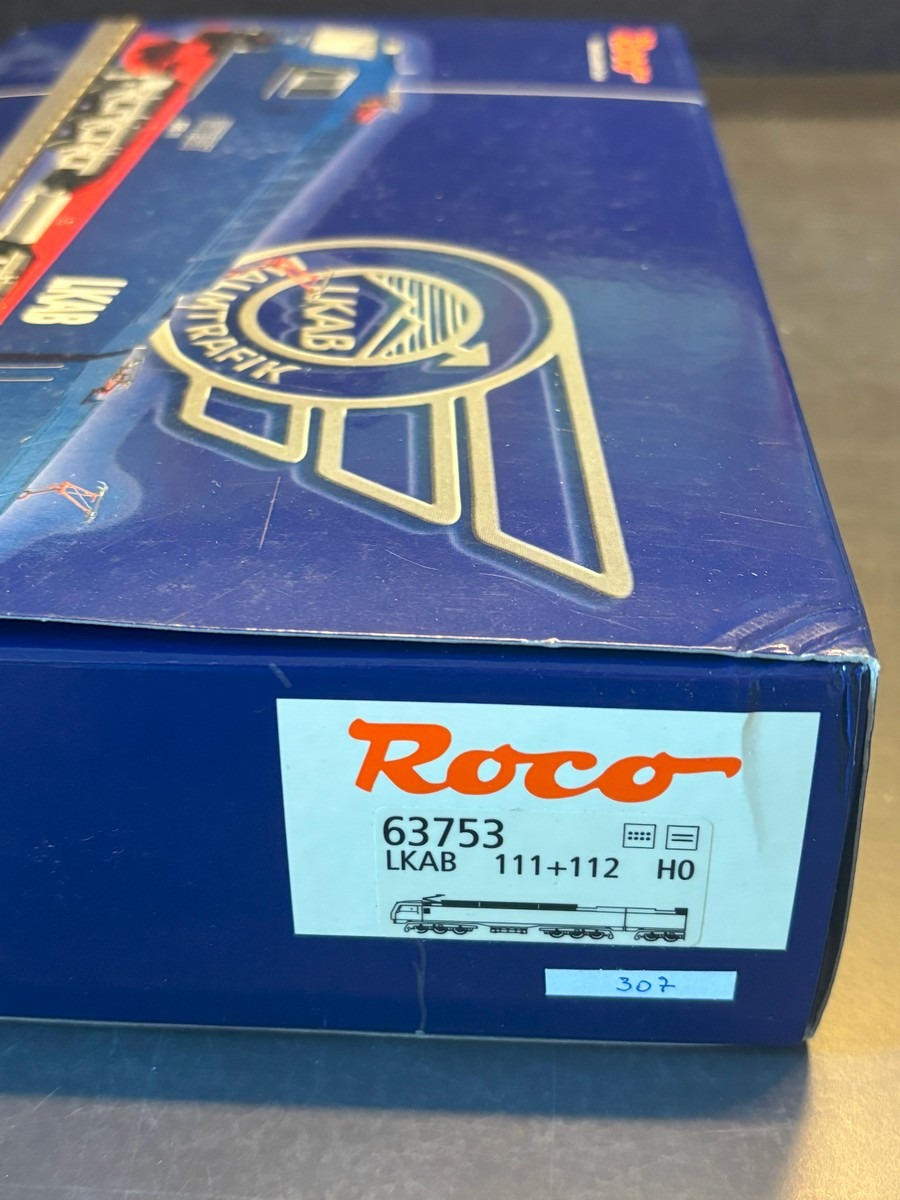 LKAB
LKAB
MALMTRAFIK
Roco
63753
LKAB 111+112 H0
307